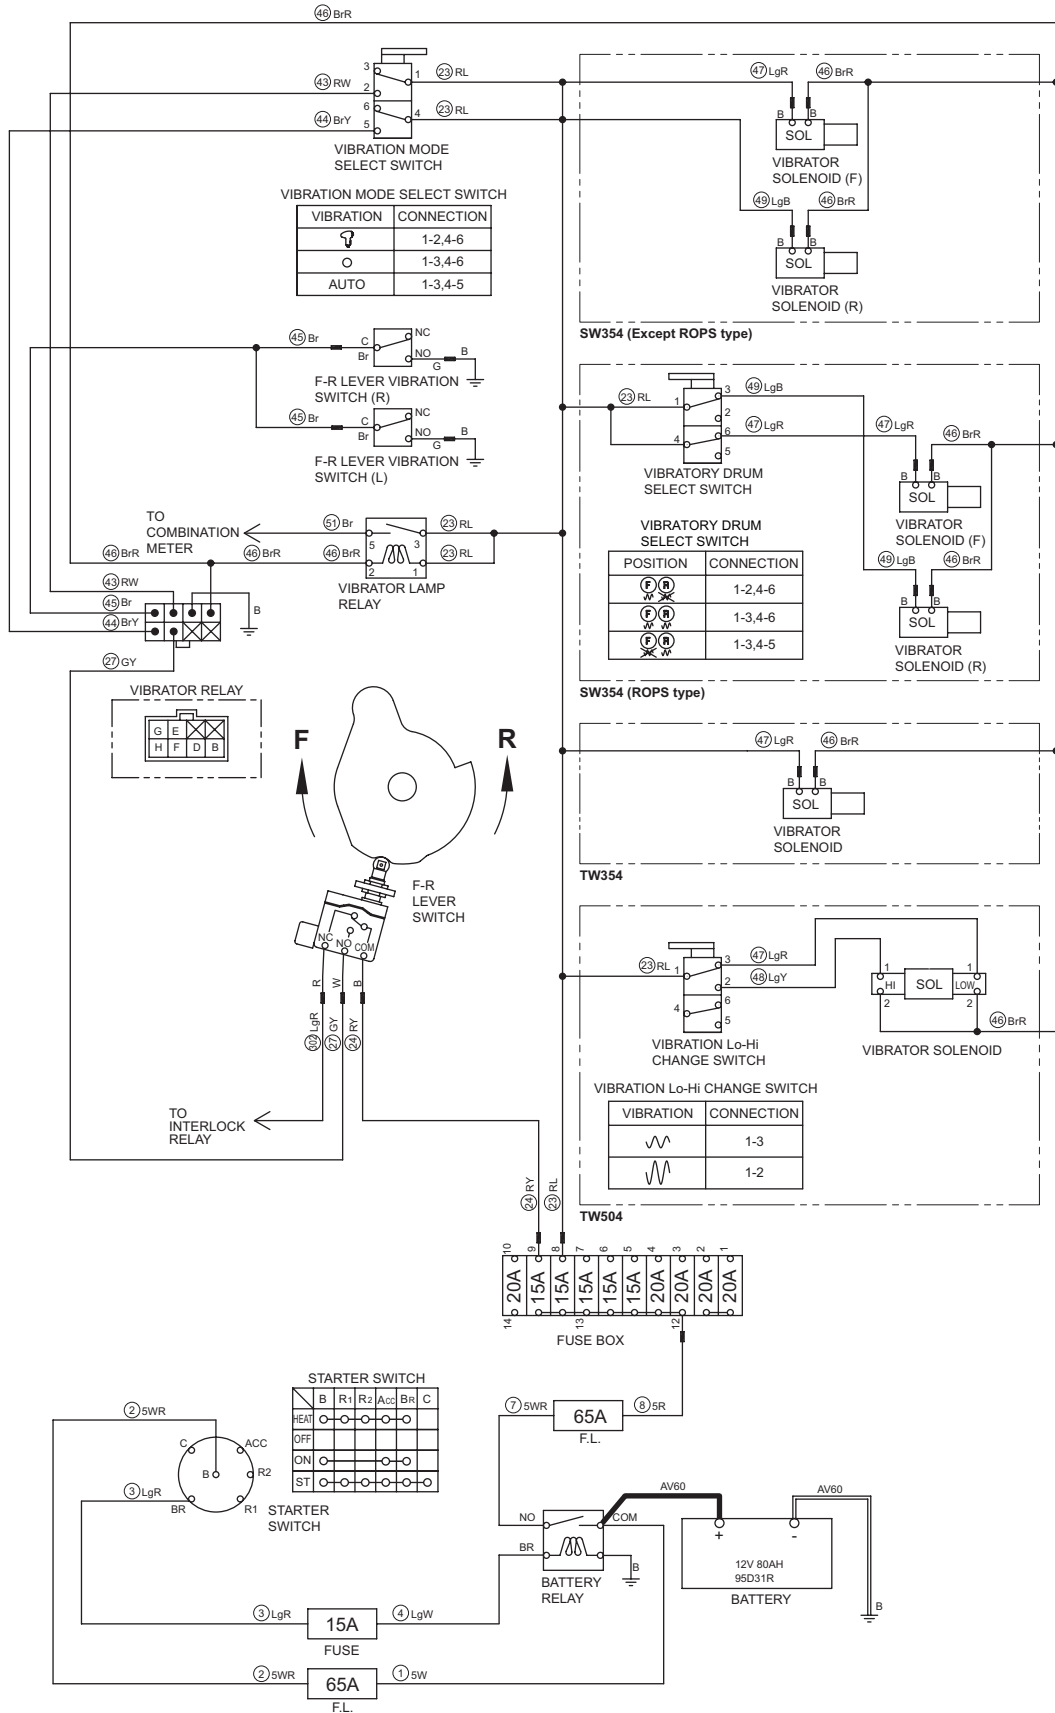 46 BrR
3
1
23 RL
43 RW
2
6
4
23 RL
44 BrY
5
VIBRATION MODE
SELECT SWITCH
VIBRATION MODE SELECT SWITCH
VIBRATION CONNECTION
1-2,4-6
1-3,4-6
AUTO 1-3,4-5
47 LgR
46 BrR
B B
SOL
VIBRATOR
SOLENOID (F)
49 LgB
46 BrR
B B
SOL
VIBRATOR
SOLENOID (R)
SW354 (Except ROPS type)
45 Br
C
Br
NC
NO
G
B
F-R LEVER VIBRATION
SWITCH (R)
45 Br
C
Br
NC
NO
G
B
F-R LEVER VIBRATION
SWITCH (L)
23 RL
1
3
2
49 LgB
4
6
5
47 LgR
47 LgR
46 BrR
VIBRATORY DRUM
SELECT SWITCH
B B
SOL
VIBRATOR
SOLENOID (F)
49 LgB
46 BrR
B B
SOL
VIBRATOR
SOLENOID (R)
VIBRATORY DRUM
SELECT SWITCH
POSITION CONNECTION
F R 1-2,4-6
F R 1-3,4-6
F R 1-3,4-5
SW354 (ROPS type)
TO
COMBINATION
METER
51 Br
5
3
23 RL
46 BrR
46 BrR
46 BrR
2
1
23 RL
VIBRATOR LAMP
RELAY
43 RW
45 Br
44 BrY
B
27 GY
VIBRATOR RELAY
G E
H F D B
F
R
F-R
LEVER
SWITCH
NC NO COM
R W B
302 LgR
27 GY
24 RY
TO
INTERLOCK
RELAY
47 LgR
46 BrR
B B
SOL
VIBRATOR
SOLENOID
TW354
23 RL
1
3
2
47 LgR
48 LgY
4
6
5
1
HI
2
SOL
1
LOW
2
46 BrR
VIBRATION Lo-Hi
CHANGE SWITCH
VIBRATOR SOLENOID
VIBRATION Lo-Hi CHANGE SWITCH
VIBRATION CONNECTION
1-3
1-2
TW504
24 RY
23 RL
10 9 8 7 6 5 4 3 2 1
20A 15A 15A 15A 15A 15A 20A 20A 20A 20A
14 13 12
FUSE BOX
STARTER SWITCH
B R1 R2 Acc BR C
HEAT
OFF
ON
ST
2 5WR
C
ACC
B
R2
3 LgR
BR
R1
STARTER
SWITCH
7 5WR
65A
F.L.
8 5R
NO
COM
BR
B
BATTERY
RELAY
AV60
AV60
+ -
12V 80AH
95D31R
BATTERY
B
3 LgR
15A
4 LgW
FUSE
2 5WR
65A
1 5W
F.L.